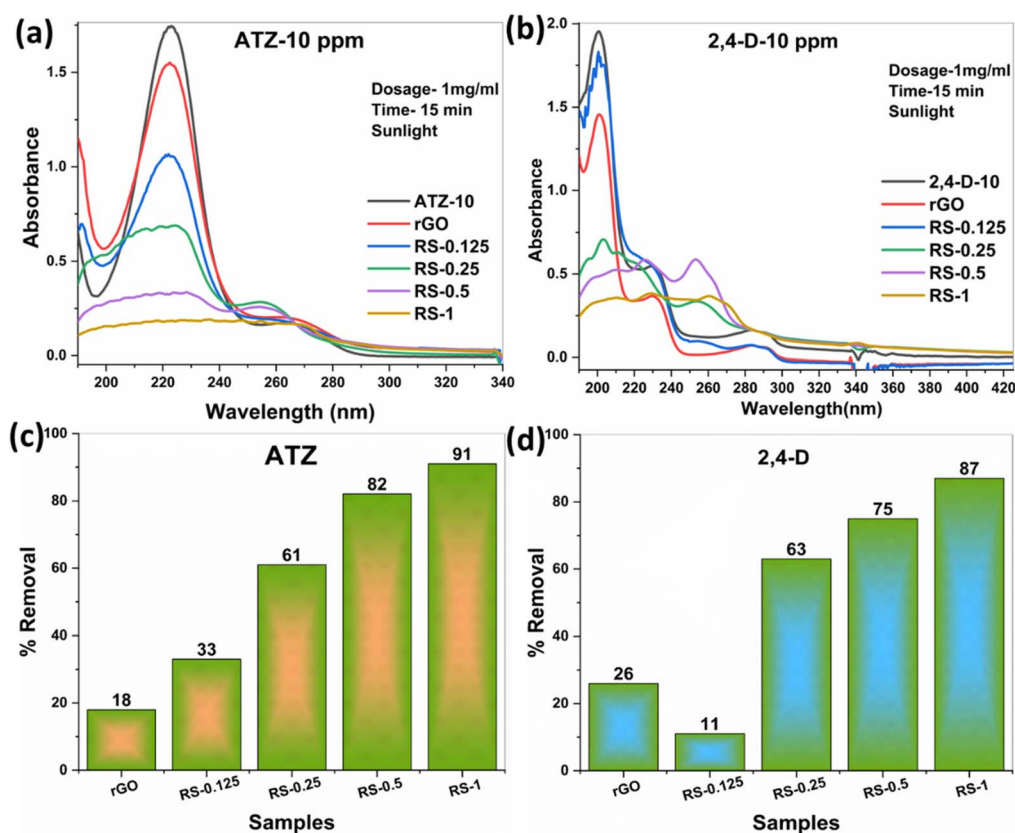 (a)
ATZ-10 ppm
Dosage- 1mg/ml
Time- 15 min
Sunlight
ATZ-10
rGO
RS-0.125
RS-0.25
RS-0.5
RS-1
Absorbance
1.5
1.0
0.5
0.0
200 220 240 260 280 300 320 340
Wavelength (nm)
(b)
2,4-D-10 ppm
Dosage-1mg/ml
Time-15 min
Sunlight
2,4-D-10
rGO
RS-0.125
RS-0.25
RS-0.5
RS-1
Absorbance
2.0
1.5
1.0
0.5
0.0
200 220 240 260 280 300 320 340 360 380 400 420
Wavelength(nm)
(c)
ATZ
% Removal
100
80
60
40
20
0
18
33
61
82
91
rGO RS-0.125 RS-0.25 RS-0.5 RS-1
Samples
(d)
2,4-D
% Removal
100
80
60
40
20
0
26
11
63
75
87
rGO RS-0.125 RS-0.25 RS-0.5 RS-1
Samples